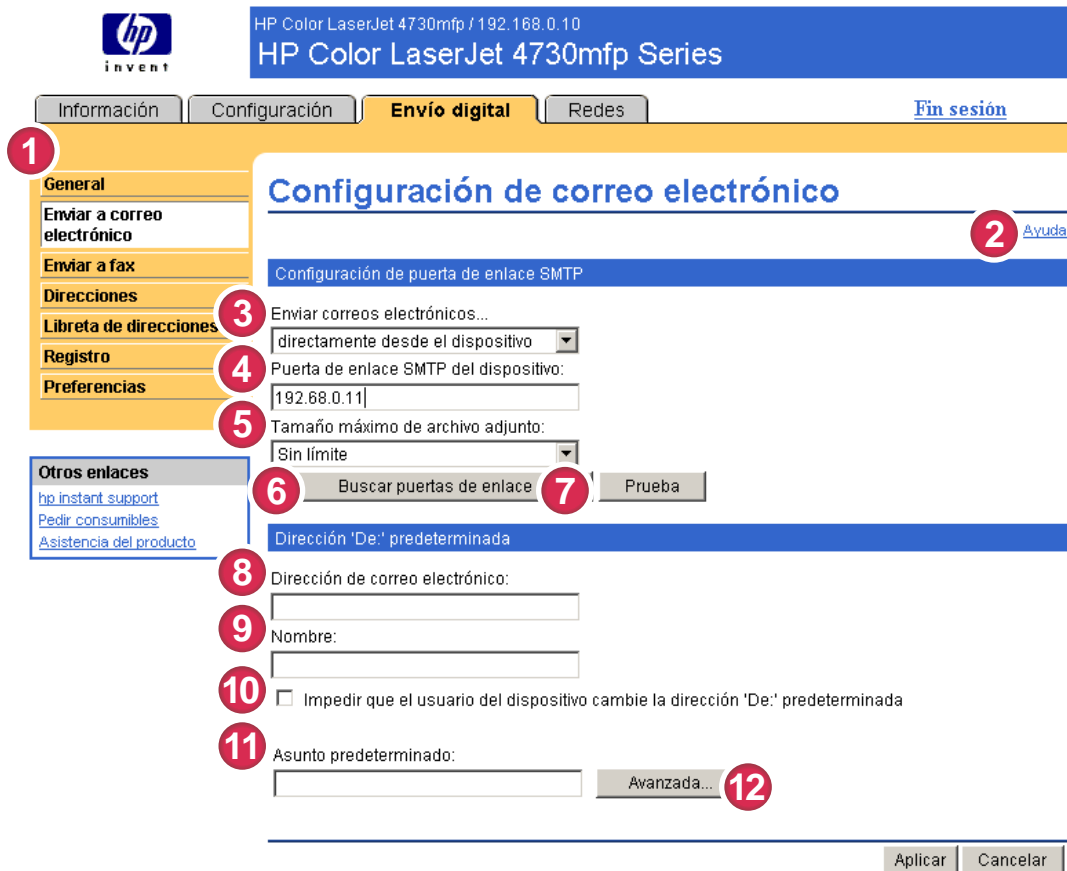 hp
invent
HP Color LaserJet 4730mfp / 192.168.0.10
HP Color LaserJet 4730mfp Series
Información
Configuración
Envío digital
Redes
Fin sesión
1
General
Enviar a correo
electrónico
Enviar a fax
Direcciones
Libreta de direcciones
Registro
Preferencias
Otros enlaces
hp instant support
Pedir consumibles
Asistencia del producto
Configuración de correo electrónico
2
Ayuda
Configuración de puerta de enlace SMTP
3
Enviar correos electrónicos...
directamente desde el dispositivo
4
Puerta de enlace SMTP del dispositivo:
192.68.0.11
5
Tamaño máximo de archivo adjunto:
Sin límite
6
Buscar puertas de enlace
7
Prueba
Dirección 'De:' predeterminada
8
Dirección de correo electrónico:
9
Nombre:
10
Impedir que el usuario del dispositivo cambie la dirección 'De:' predeterminada
11
Asunto predeterminado:
Avanzada...
12
Aplicar
Cancelar